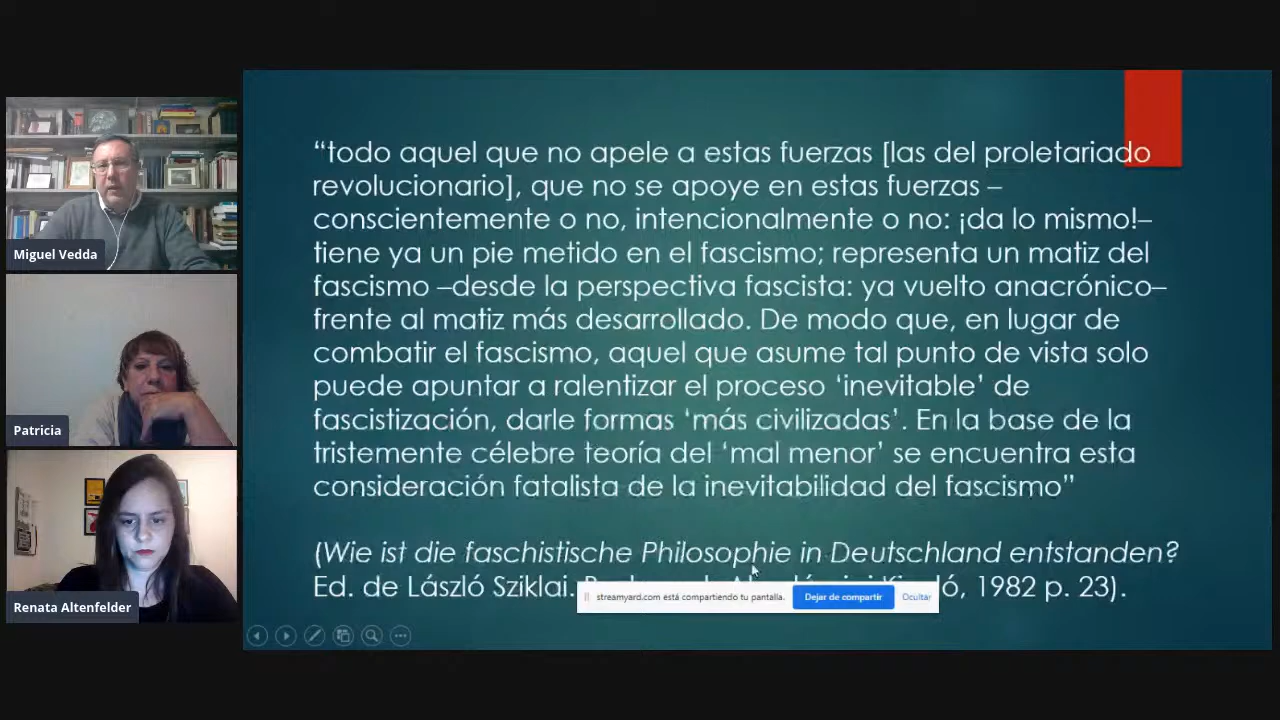 Miguel Vedda
Patricia
Renata Altenfelder
“todo aquel que no apele a estas fuerzas [las del proletariado
revolucionario], que no se apoye en estas fuerzas –
conscientemente o no, intencionalmente o no: ¡da lo mismo!–
tiene ya un pie metido en el fascismo; representa un matiz del
fascismo –desde la perspectiva fascista: ya vuelto anacrónico–
frente al matiz más desarrollado. De modo que, en lugar de
combatir el fascismo, aquel que asume tal punto de vista solo
puede apuntar a ralentizar el proceso ‘inevitable’ de
fascistización, darle formas ‘más civilizadas’. En la base de la
tristemente célebre teoría del ‘mal menor’ se encuentra esta
consideración fatalista de la inevitabilidad del fascismo”
(Wie ist die faschistische Philosophie in Deutschland entstanden?
Ed. de László Sziklai. 1982 p. 23).
streamyard.com está compartiendo tu pantalla. Dejar de compartir Ocultar